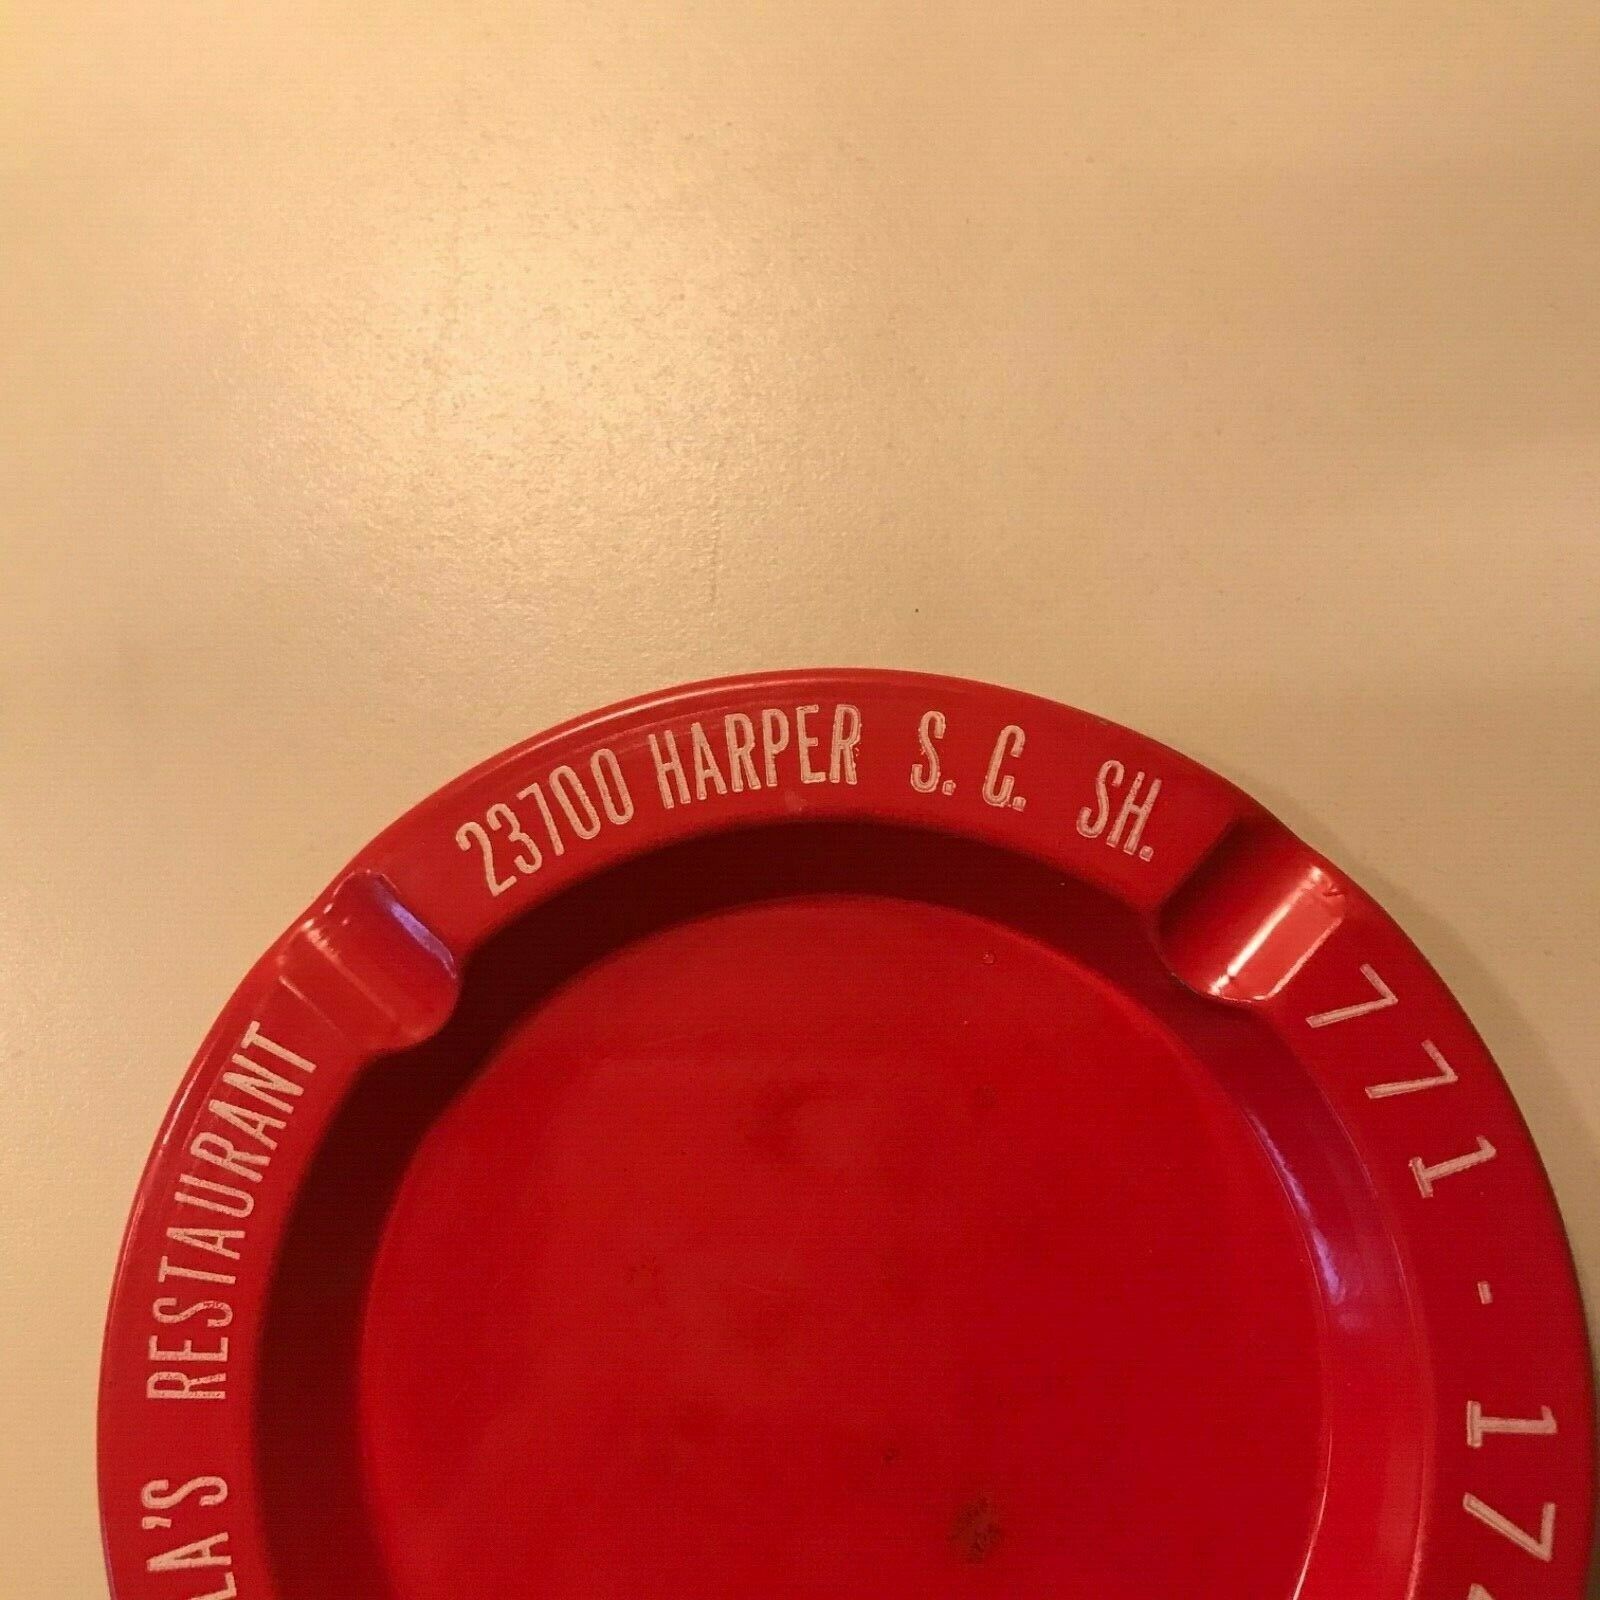 LA'S RESTAURANT
23700 HARPER S. C. SH.
771-17